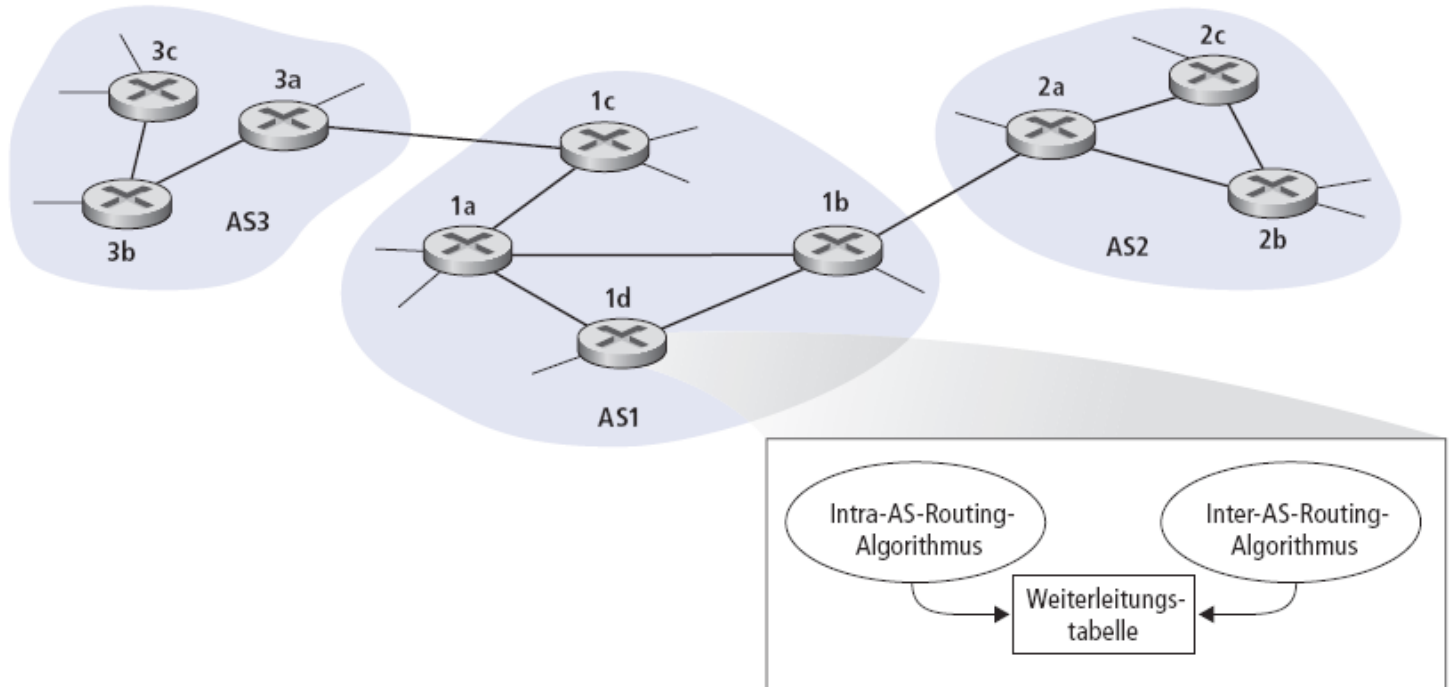 3c
3a
3b
AS3
1c
1a
1b
1d
AS1
2c
2a
2b
AS2
Intra-AS-Routing-
Algorithmus
Inter-AS-Routing-
Algorithmus
Weiterleitungs-
tabelle